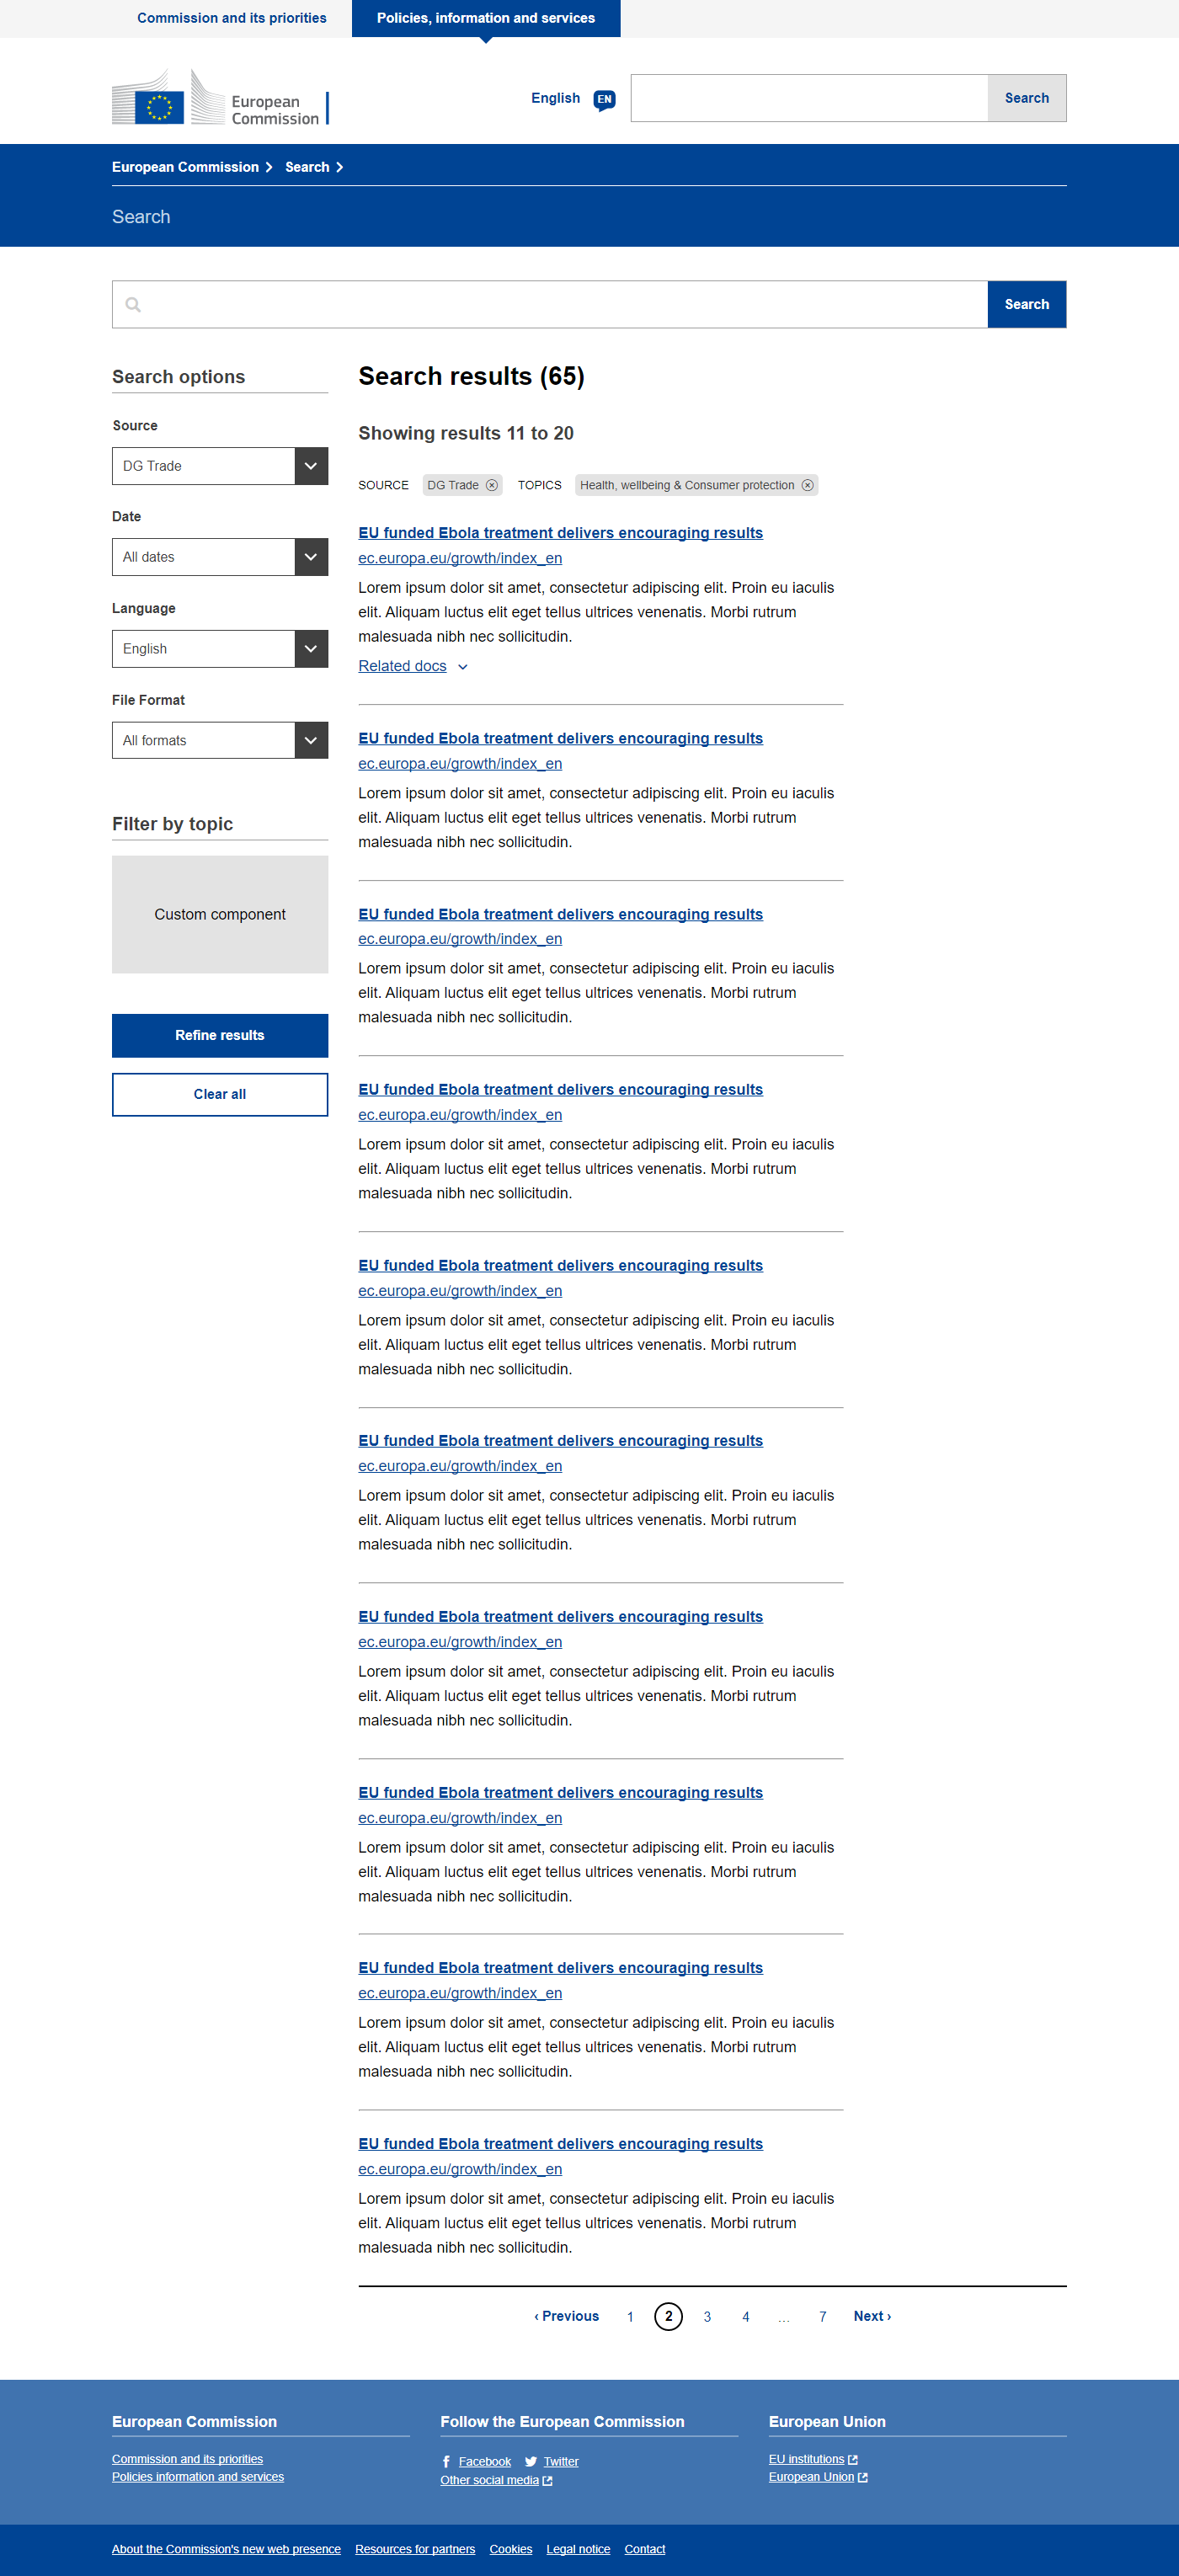 Commission and its priorities
Policies, information and services
European
Commission
English EN
Search
European Commission Search
Search
Search
Search options
Source
DG Trade
Date
All dates
Language
English
File Format
All formats
Filter by topic
Custom component
Refine results
Clear all
Search results (65)
Showing results 11 to 20
SOURCE DG Trade TOPICS Health, wellbeing & Consumer protection
EU funded Ebola treatment delivers encouraging results
ec.europa.eu/growth/index_en
Lorem ipsum dolor sit amet, consectetur adipiscing elit. Proin eu iaculis
elit. Aliquam luctus elit eget tellus ultrices venenatis. Morbi rutrum
malesuada nibh nec sollicitudin.
Related docs
EU funded Ebola treatment delivers encouraging results
ec.europa.eu/growth/index_en
Lorem ipsum dolor sit amet, consectetur adipiscing elit. Proin eu iaculis
elit. Aliquam luctus elit eget tellus ultrices venenatis. Morbi rutrum
malesuada nibh nec sollicitudin.
EU funded Ebola treatment delivers encouraging results
ec.europa.eu/growth/index_en
Lorem ipsum dolor sit amet, consectetur adipiscing elit. Proin eu iaculis
elit. Aliquam luctus elit eget tellus ultrices venenatis. Morbi rutrum
malesuada nibh nec sollicitudin.
EU funded Ebola treatment delivers encouraging results
ec.europa.eu/growth/index_en
Lorem ipsum dolor sit amet, consectetur adipiscing elit. Proin eu iaculis
elit. Aliquam luctus elit eget tellus ultrices venenatis. Morbi rutrum
malesuada nibh nec sollicitudin.
EU funded Ebola treatment delivers encouraging results
ec.europa.eu/growth/index_en
Lorem ipsum dolor sit amet, consectetur adipiscing elit. Proin eu iaculis
elit. Aliquam luctus elit eget tellus ultrices venenatis. Morbi rutrum
malesuada nibh nec sollicitudin.
EU funded Ebola treatment delivers encouraging results
ec.europa.eu/growth/index_en
Lorem ipsum dolor sit amet, consectetur adipiscing elit. Proin eu iaculis
elit. Aliquam luctus elit eget tellus ultrices venenatis. Morbi rutrum
malesuada nibh nec sollicitudin.
EU funded Ebola treatment delivers encouraging results
ec.europa.eu/growth/index_en
Lorem ipsum dolor sit amet, consectetur adipiscing elit. Proin eu iaculis
elit. Aliquam luctus elit eget tellus ultrices venenatis. Morbi rutrum
malesuada nibh nec sollicitudin.
EU funded Ebola treatment delivers encouraging results
ec.europa.eu/growth/index_en
Lorem ipsum dolor sit amet, consectetur adipiscing elit. Proin eu iaculis
elit. Aliquam luctus elit eget tellus ultrices venenatis. Morbi rutrum
malesuada nibh nec sollicitudin.
EU funded Ebola treatment delivers encouraging results
ec.europa.eu/growth/index_en
Lorem ipsum dolor sit amet, consectetur adipiscing elit. Proin eu iaculis
elit. Aliquam luctus elit eget tellus ultrices venenatis. Morbi rutrum
malesuada nibh nec sollicitudin.
EU funded Ebola treatment delivers encouraging results
ec.europa.eu/growth/index_en
Lorem ipsum dolor sit amet, consectetur adipiscing elit. Proin eu iaculis
elit. Aliquam luctus elit eget tellus ultrices venenatis. Morbi rutrum
malesuada nibh nec sollicitudin.
‹ Previous 1 2 3 4 ... 7 Next ›
European Commission
Commission and its priorities
Policies information and services
Follow the European Commission
Facebook Twitter
Other social media
European Union
EU institutions
European Union
About the Commission's new web presence Resources for partners Cookies Legal notice Contact